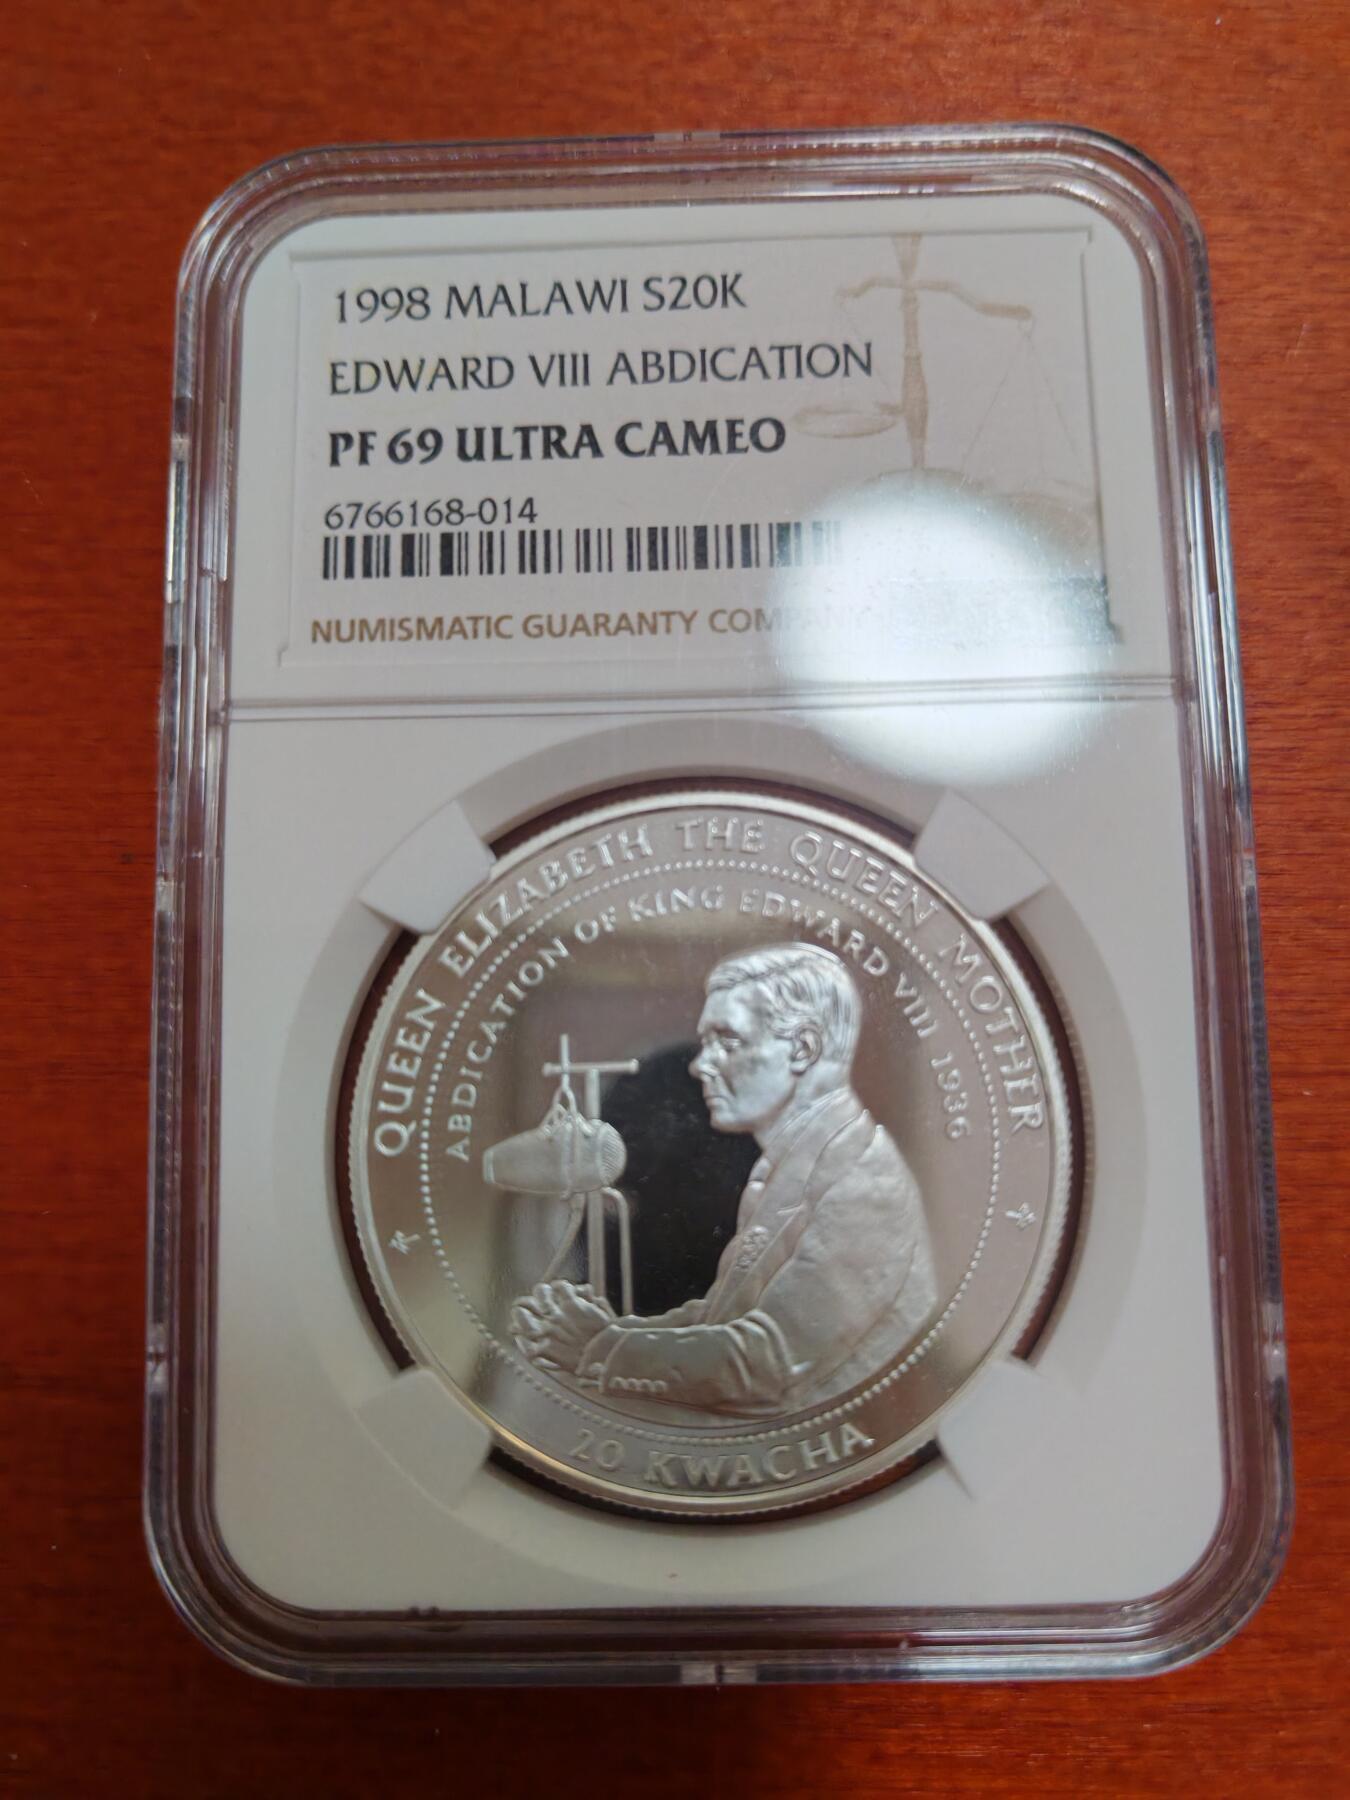 1998 MALAWI S20K
EDWARD VIII ABDICATION
PF 69 ULTRA CAMEO
6766168-014
NUMISMATIC GUARANTY COMPANY
QUEEN ELIZABETH THE QUEEN MOTHER
ABDICATION OF KING EDWARD VIII 1936
20 KWACHA